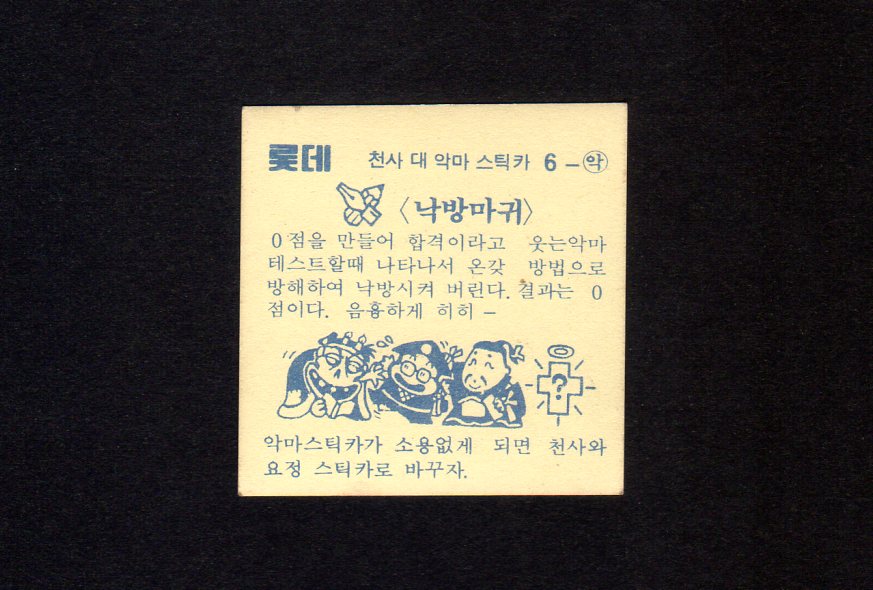 롯데 천사 대 악마 스틱카 6-악
〈낙방마귀〉
0점을 만들어 합격이라고 웃는악마
테스트할때 나타나서 온갖 방법으로
방해하여 낙방시켜 버린다. 결과는 0
점이다. 음흉하게 히히 –
?
악마스틱카가 소용없게 되면 천사와
요정 스틱카로 바꾸자.